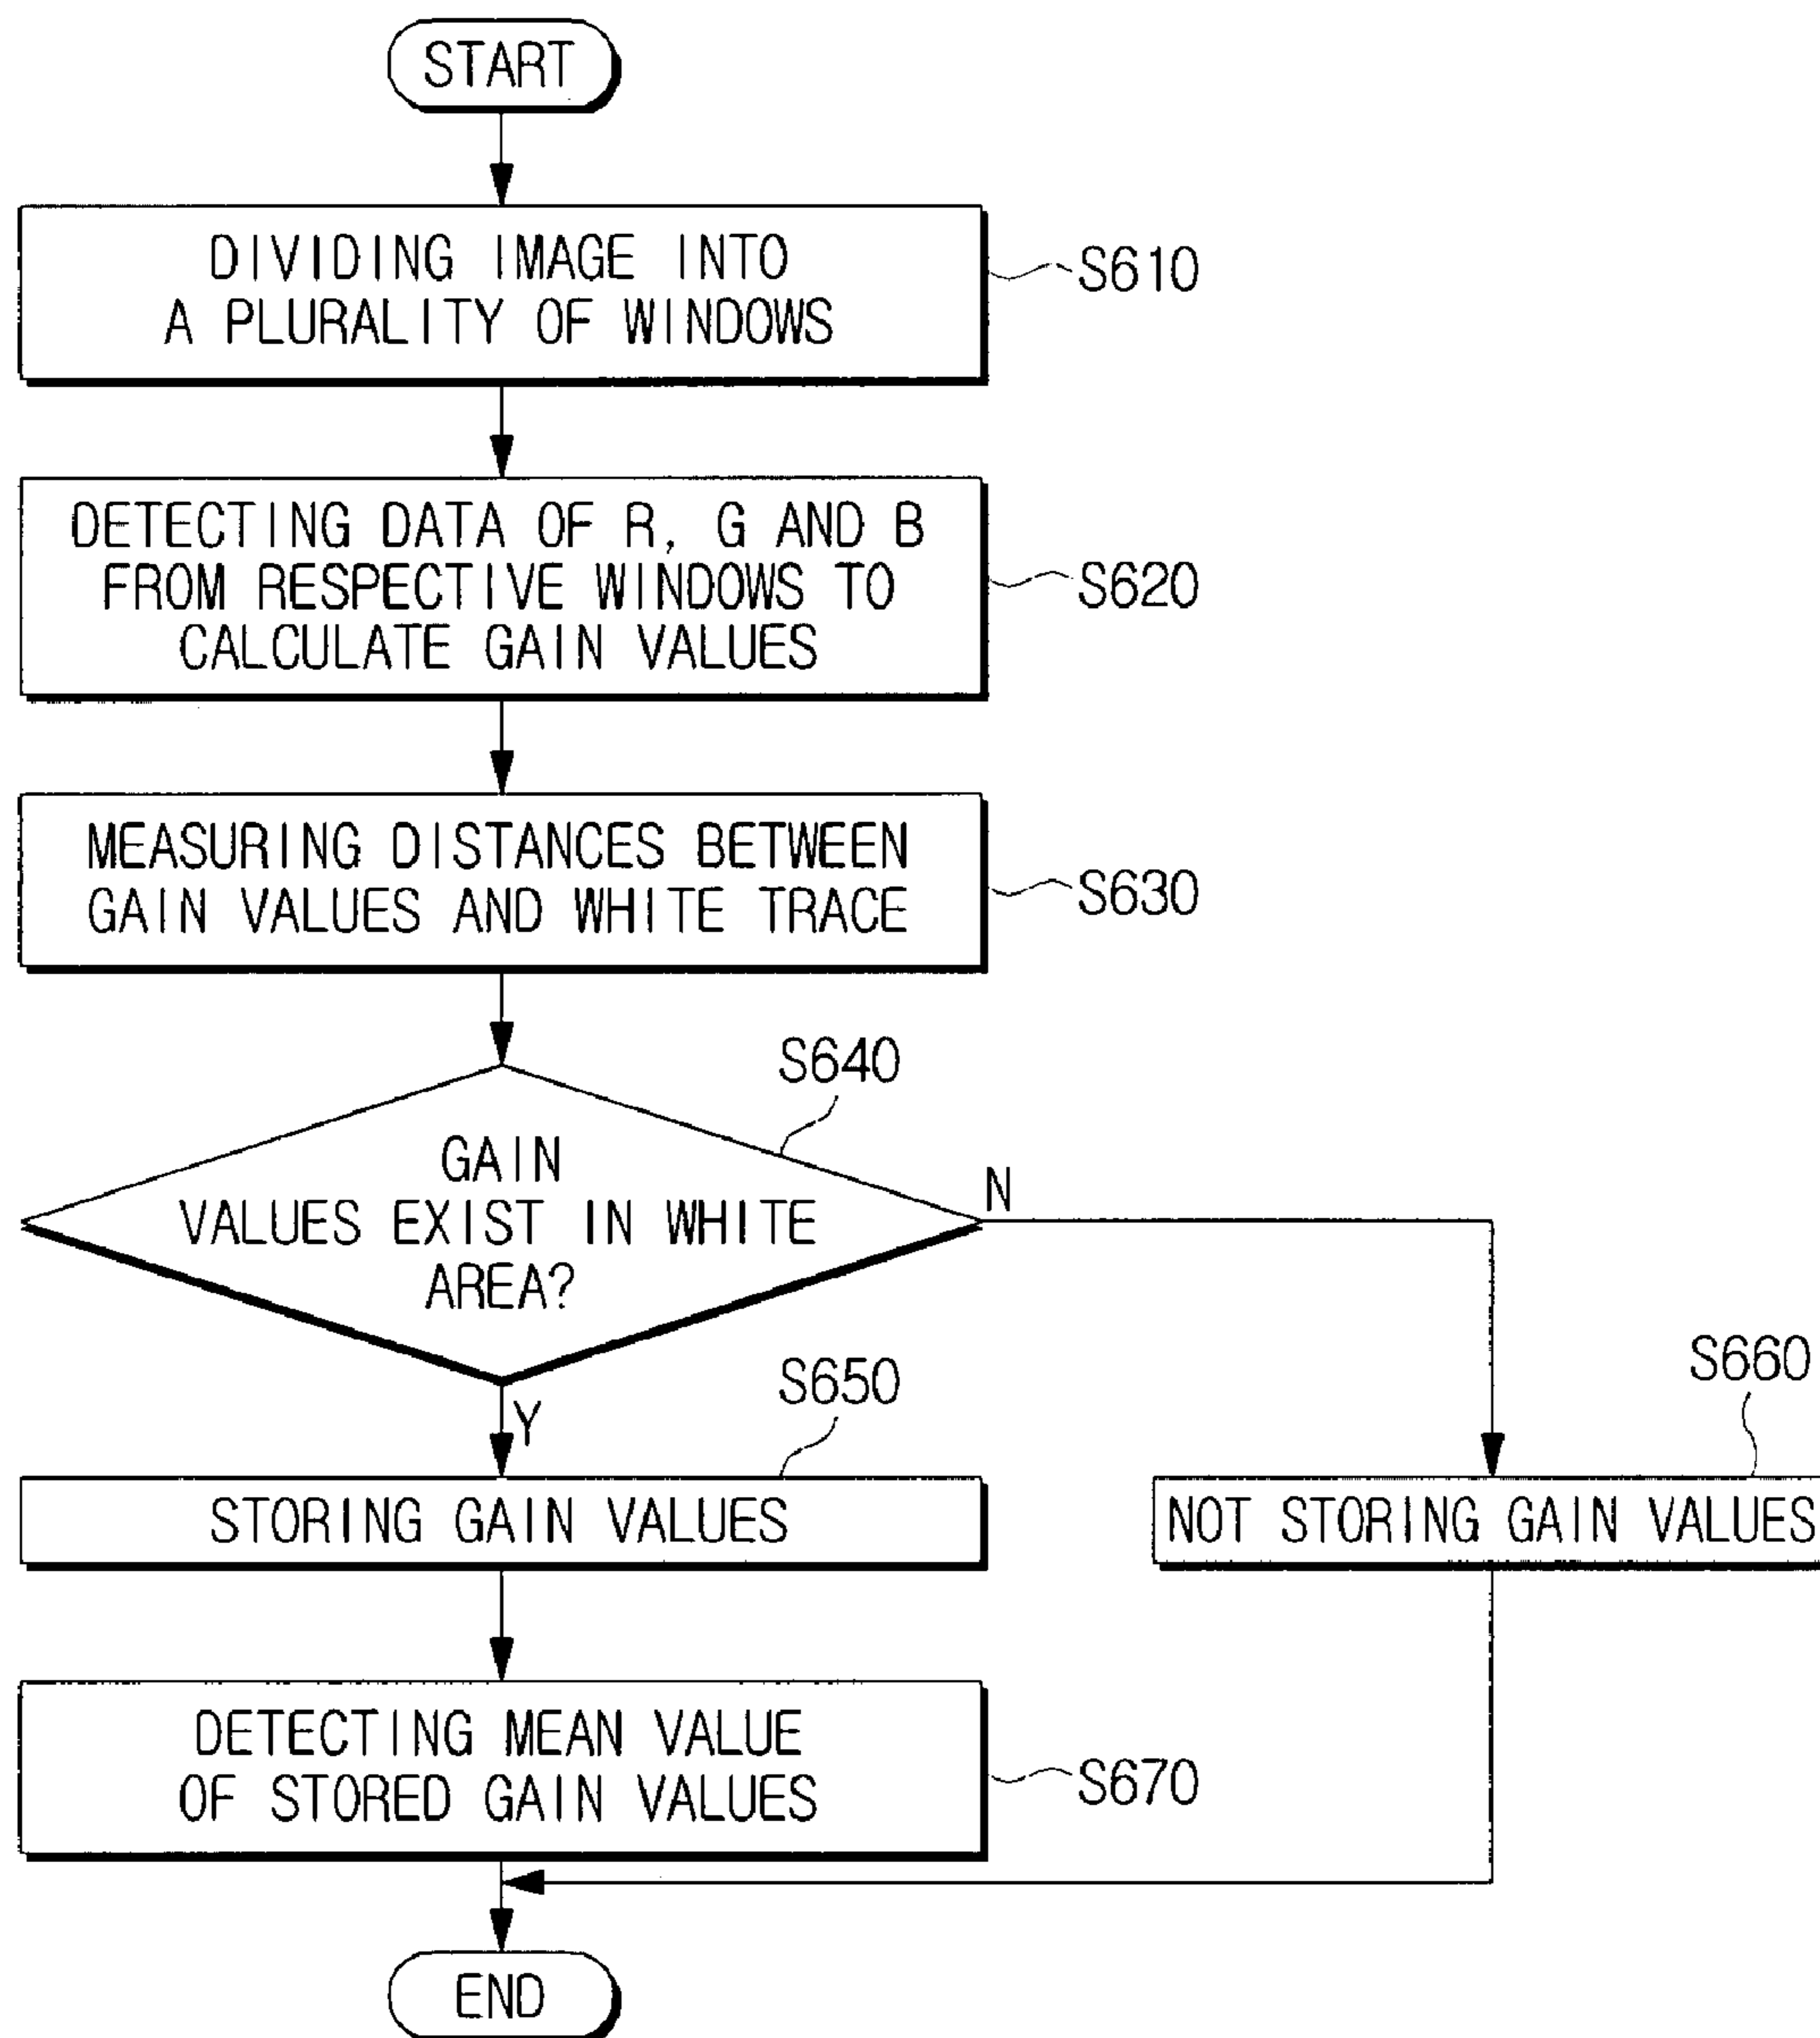 START
DIVIDING IMAGE INTO
A PLURALITY OF WINDOWS
S610
DETECTING DATA OF R, G AND B
FROM RESPECTIVE WINDOWS TO
CALCULATE GAIN VALUES
S620
MEASURING DISTANCES BETWEEN
GAIN VALUES AND WHITE TRACE
S630
S640
GAIN
VALUES EXIST IN WHITE
AREA?
N
Y
S650
STORING GAIN VALUES
S660
NOT STORING GAIN VALUES
DETECTING MEAN VALUE
OF STORED GAIN VALUES
S670
END